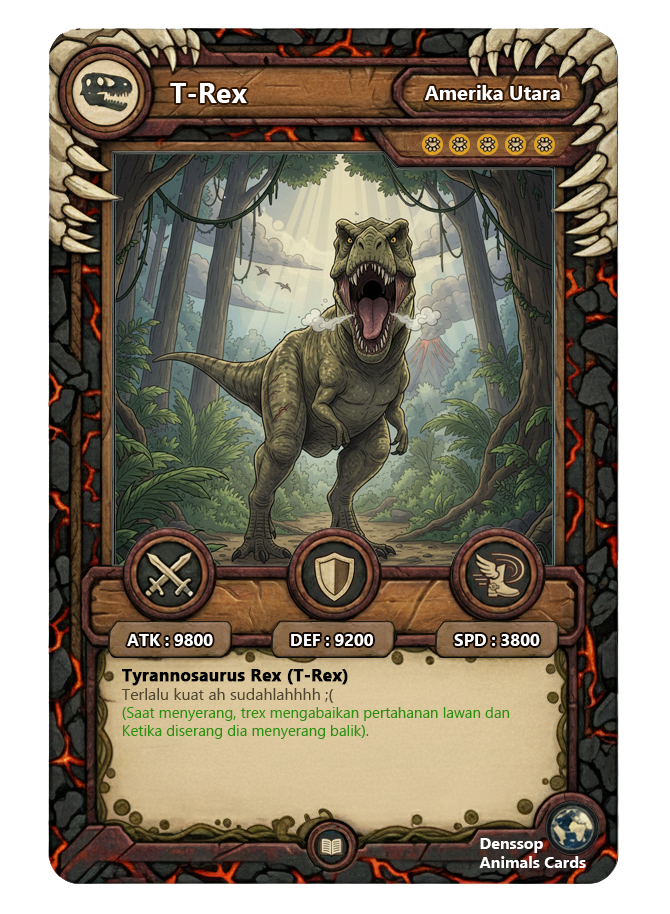 T-Rex
Amerika Utara
ATK : 9800
DEF : 9200
SPD : 3800
Tyrannosaurus Rex (T-Rex)
Terlalu kuat ah sudahlahhhh ;(
(Saat menyerang, trex mengabaikan pertahanan lawan dan
Ketika diserang dia menyerang balik).
Denssop
Animals Cards